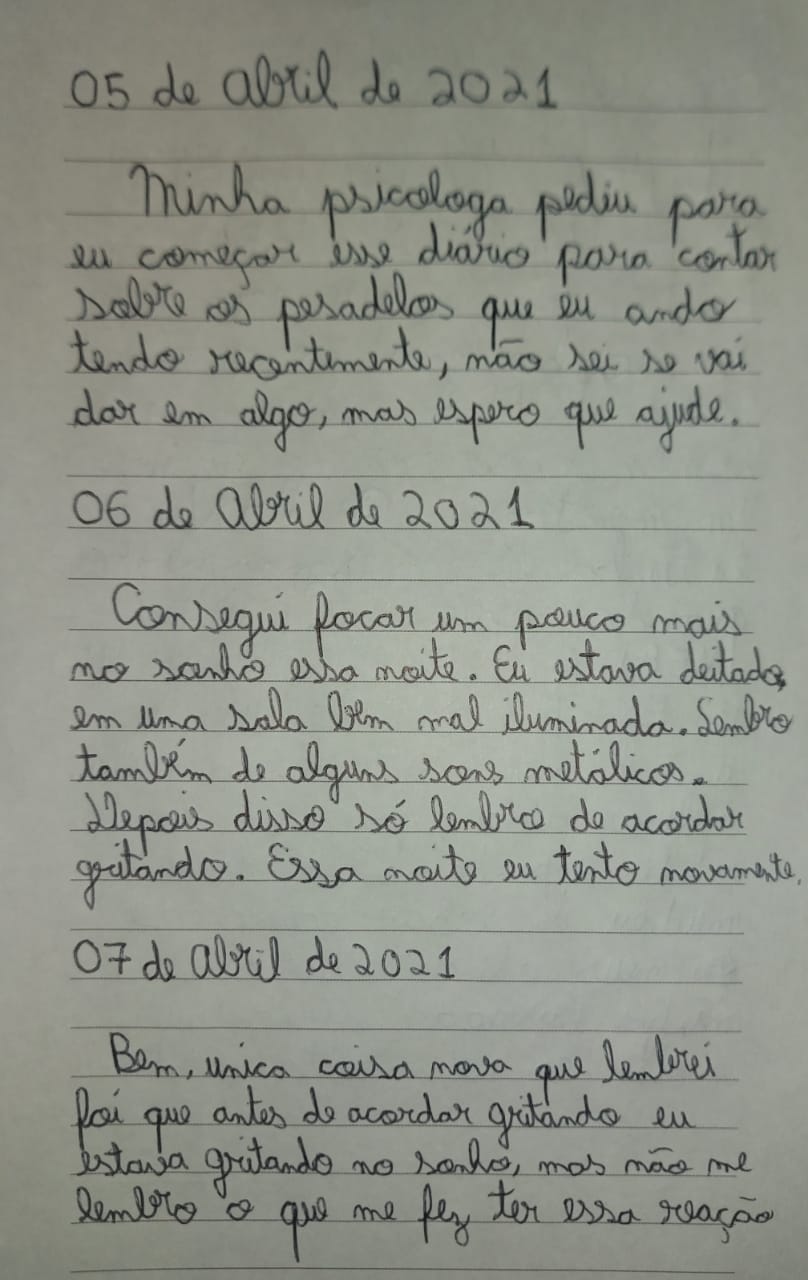 05 de abril de 2021
Minha psicologa pediu para
eu começar esse diário para contar
sobre os pesadelos que eu ando
tendo recentimente, não sei se vai
dar em algo, mas espero que ajude.
06 de abril de 2021
Consegui focar um pouco mais
no sonho essa noite. Eu estava deitado,
em uma sala bem mal iluminada. Lembro
também de alguns sons metálicos.
Depois disso só lembro de acordar
gritando. Essa noite eu tento novamente.
07 de abril de 2021
Bem, unica coisa nova que lembrei
foi que antes de acordar gritando eu
estava gritando no sonho, mas não me
lembro o que me fez ter essa reação